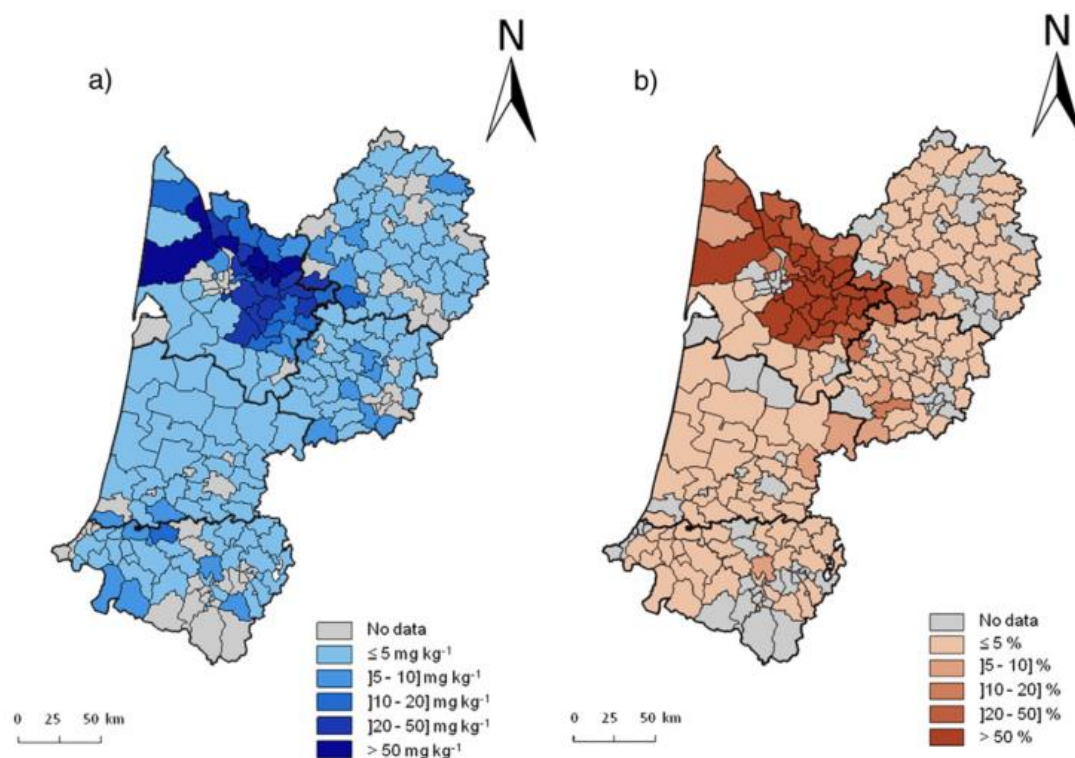 N
a)
No data
≤ 5 mg kg⁻¹
]5 - 10] mg kg⁻¹
]10 - 20] mg kg⁻¹
]20 - 50] mg kg⁻¹
> 50 mg kg⁻¹
0 25 50 km
N
b)
No data
≤ 5 %
]5 - 10] %
]10 - 20] %
]20 - 50] %
> 50 %
0 25 50 km